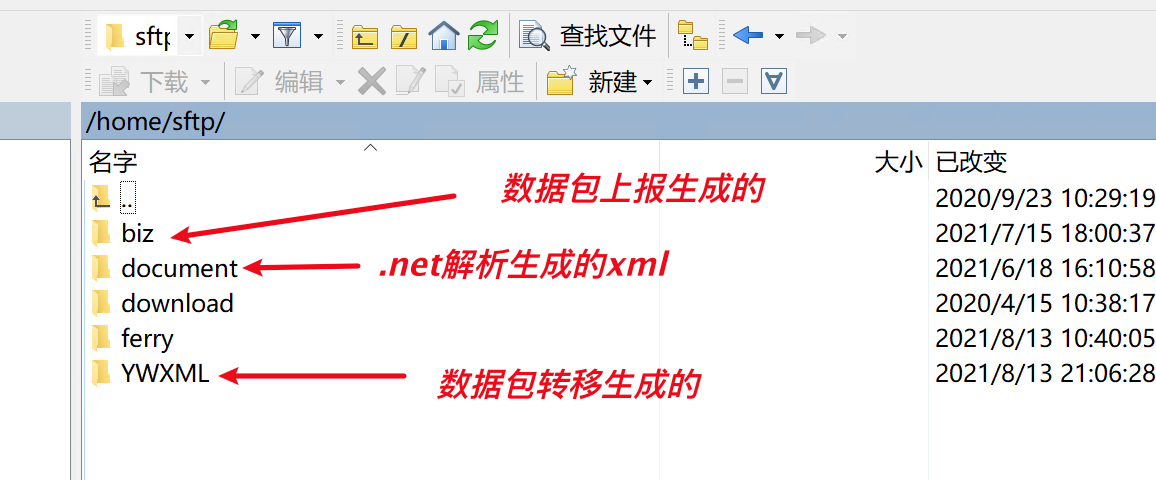 sftp
查找文件
下载
编辑
属性
新建
/home/sftp/
名字 大小 已改变
.. 2020/9/23 10:29:19
数据包上报生成的
biz 2021/7/15 18:00:37
document 2021/6/18 16:10:58
.net解析生成的xml
download 2020/4/15 10:38:17
ferry 2021/8/13 10:40:05
YWXML 2021/8/13 21:06:28
数据包转移生成的